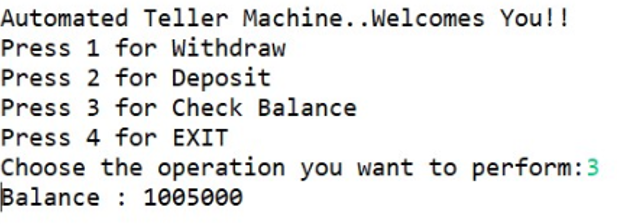 Automated Teller Machine..Welcomes You!!
Press 1 for Withdraw
Press 2 for Deposit
Press 3 for Check Balance
Press 4 for EXIT
Choose the operation you want to perform:3
Balance : 1005000